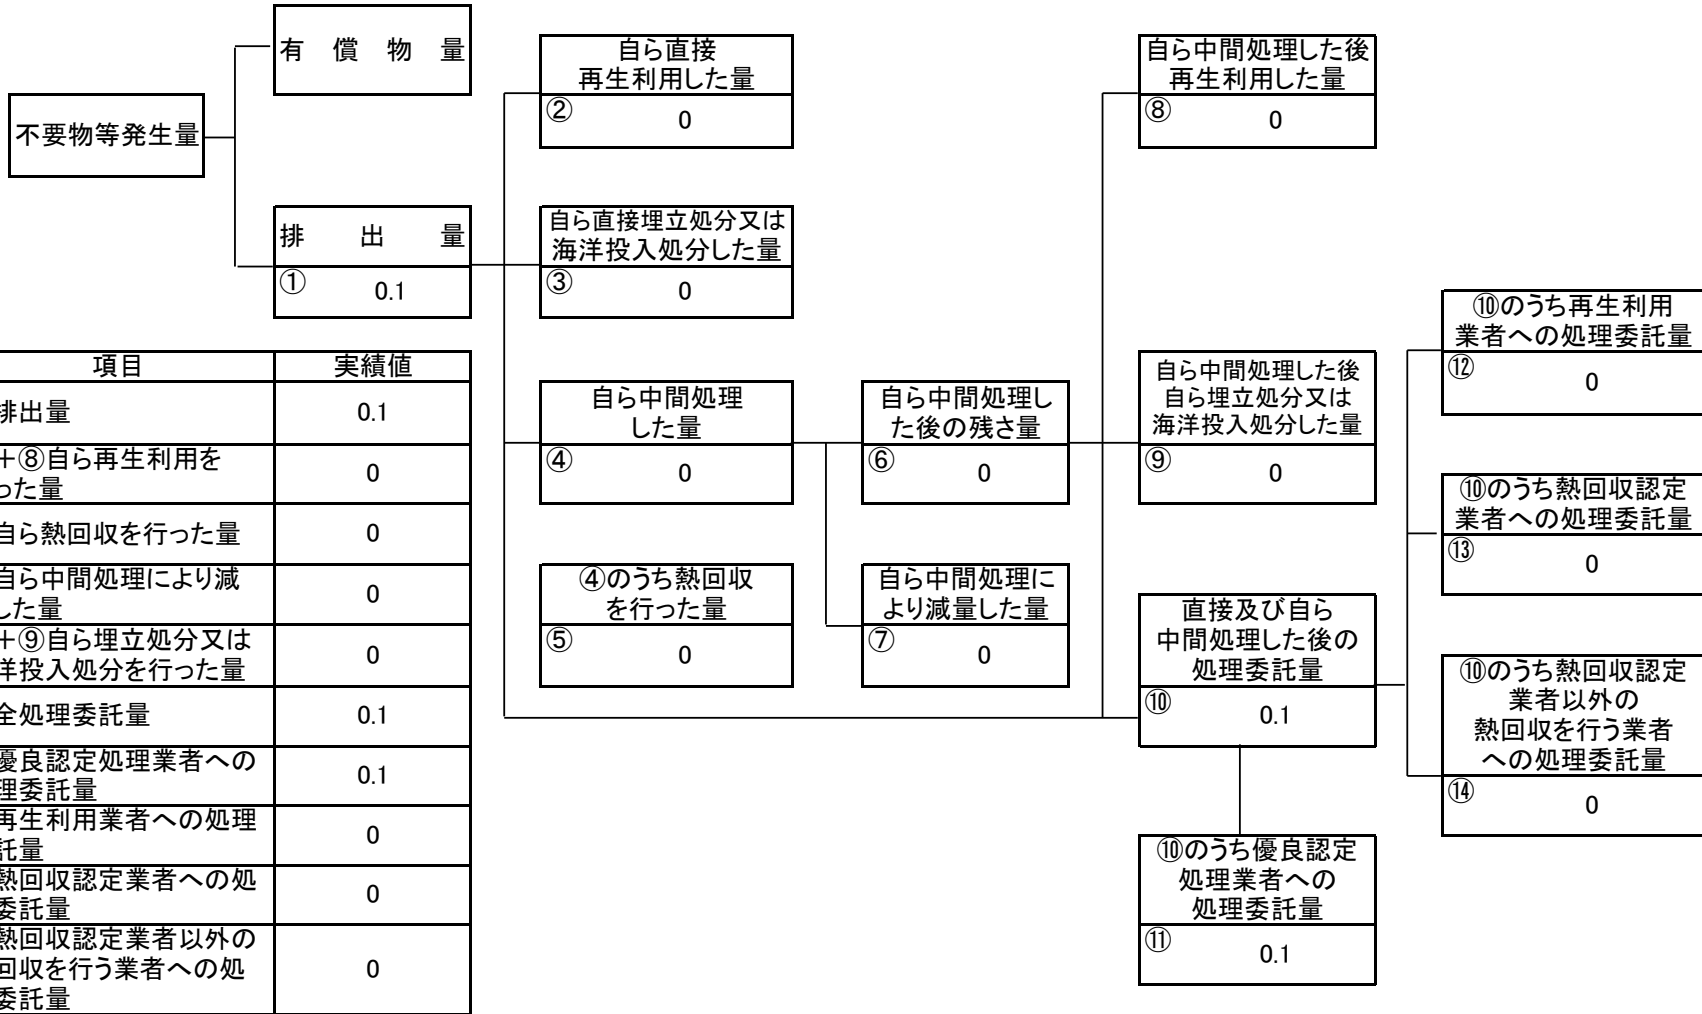 有償物量
不要物等発生量
排出量
① 0.1
自ら直接
再生利用した量
② 0
自ら直接埋立処分又は
海洋投入処分した量
③ 0
自ら中間処理
した量
④ 0
④のうち熱回収
を行った量
⑤ 0
自ら中間処理し
た後の残さ量
⑥ 0
自ら中間処理に
より減量した量
⑦ 0
自ら中間処理した後
再生利用した量
⑧ 0
自ら中間処理した後
自ら埋立処分又は
海洋投入処分した量
⑨ 0
直接及び自ら
中間処理した後の
処理委託量
⑩ 0.1
⑩のうち優良認定
処理業者への
処理委託量
⑪ 0.1
⑩のうち再生利用
業者への処理委託量
⑫ 0
⑩のうち熱回収認定
業者への処理委託量
⑬ 0
⑩のうち熱回収認定
業者以外の
熱回収を行う業者
への処理委託量
⑭ 0
項目 実績値
排出量 0.1
+⑧自ら再生利用を
った量 0
自ら熱回収を行った量 0
自ら中間処理により減
した量 0
+⑨自ら埋立処分又は
洋投入処分を行った量 0
全処理委託量 0.1
優良認定処理業者への
理委託量 0.1
再生利用業者への処理
託量 0
熱回収認定業者への処
委託量 0
熱回収認定業者以外の
回収を行う業者への処
委託量 0